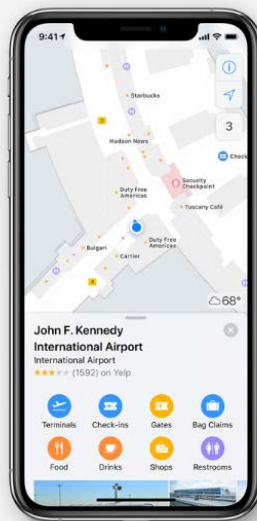 9:41
Starbucks
3
3
Hudson News
Check
Security
Checkpoint
Duty Free
Americas
Tuscany Café
Bulgari
Duty Free
Americas
Cartier
4
68°
John F. Kennedy
International Airport
International Airport
(1592) on Yelp
Terminals
Check-ins
Gates
Bag Claims
Food
Drinks
Shops
Restrooms